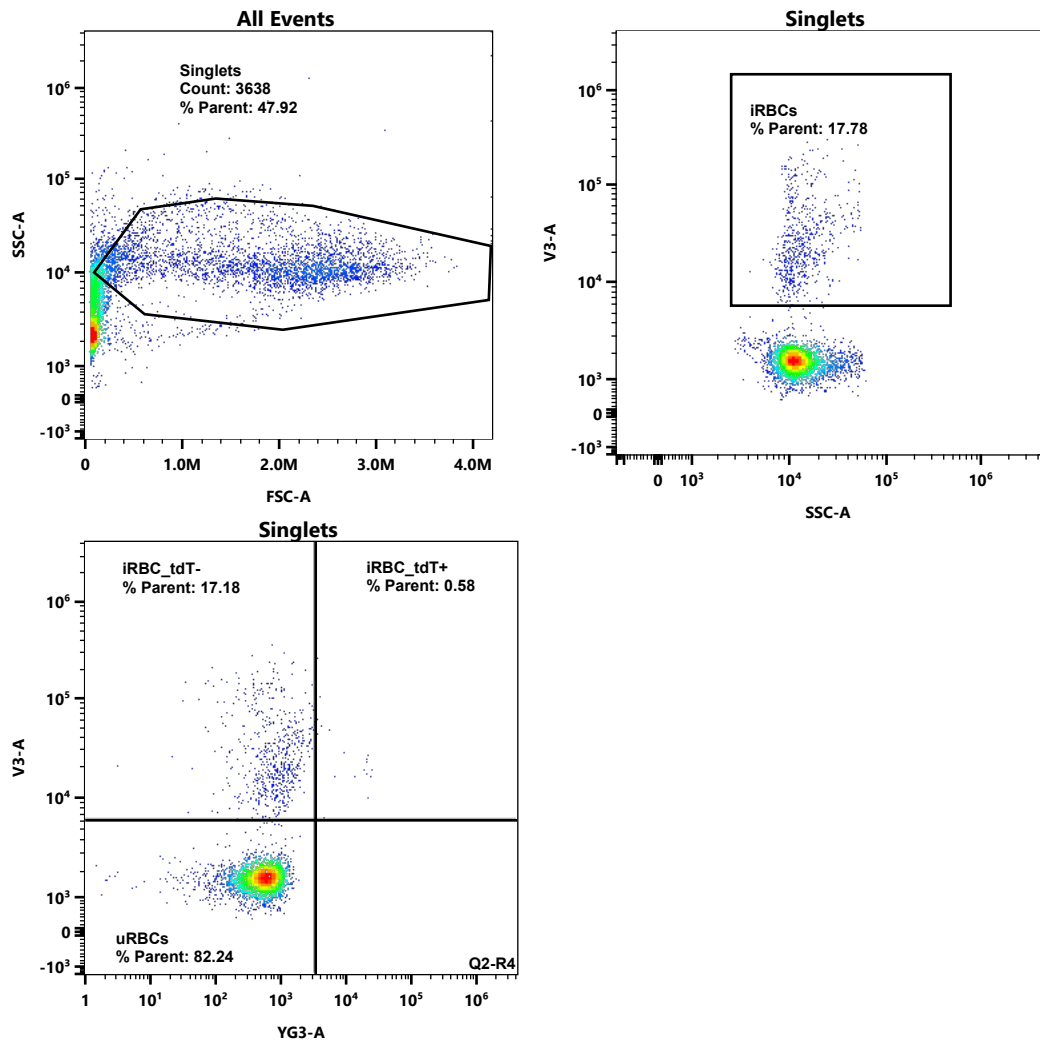 All Events
Singlets
Count: 3638
% Parent: 47.92
10⁶
10⁵
10⁴
10³
0
-10³
SSC-A
0
1.0M
2.0M
3.0M
4.0M
FSC-A
Singlets
iRBCs
% Parent: 17.78
10⁶
10⁵
10⁴
10³
0
-10³
V3-A
0
10³
10⁴
10⁵
10⁶
SSC-A
Singlets
iRBC_tdT-
% Parent: 17.18
iRBC_tdT+
% Parent: 0.58
10⁶
10⁵
10⁴
10³
0
-10³
V3-A
uRBCs
% Parent: 82.24
Q2-R4
1
10¹
10²
10³
10⁴
10⁵
10⁶
YG3-A